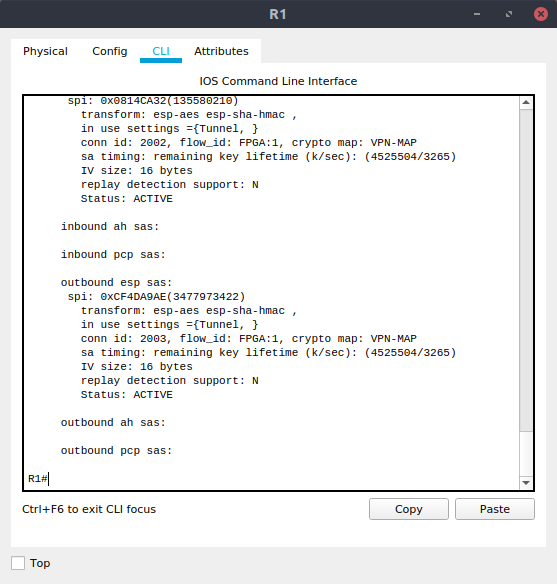 R1
Physical Config CLI Attributes
IOS Command Line Interface
spi: 0x0814CA32(135580210)
transform: esp-aes esp-sha-hmac ,
in use settings ={Tunnel, }
conn id: 2002, flow_id: FPGA:1, crypto map: VPN-MAP
sa timing: remaining key lifetime (k/sec): (4525504/3265)
IV size: 16 bytes
replay detection support: N
Status: ACTIVE
inbound ah sas:
inbound pcp sas:
outbound esp sas:
spi: 0xCF4DA9AE(3477973422)
transform: esp-aes esp-sha-hmac ,
in use settings ={Tunnel, }
conn id: 2003, flow_id: FPGA:1, crypto map: VPN-MAP
sa timing: remaining key lifetime (k/sec): (4525504/3265)
IV size: 16 bytes
replay detection support: N
Status: ACTIVE
outbound ah sas:
outbound pcp sas:
R1#
Ctrl+F6 to exit CLI focus
Copy Paste
Top